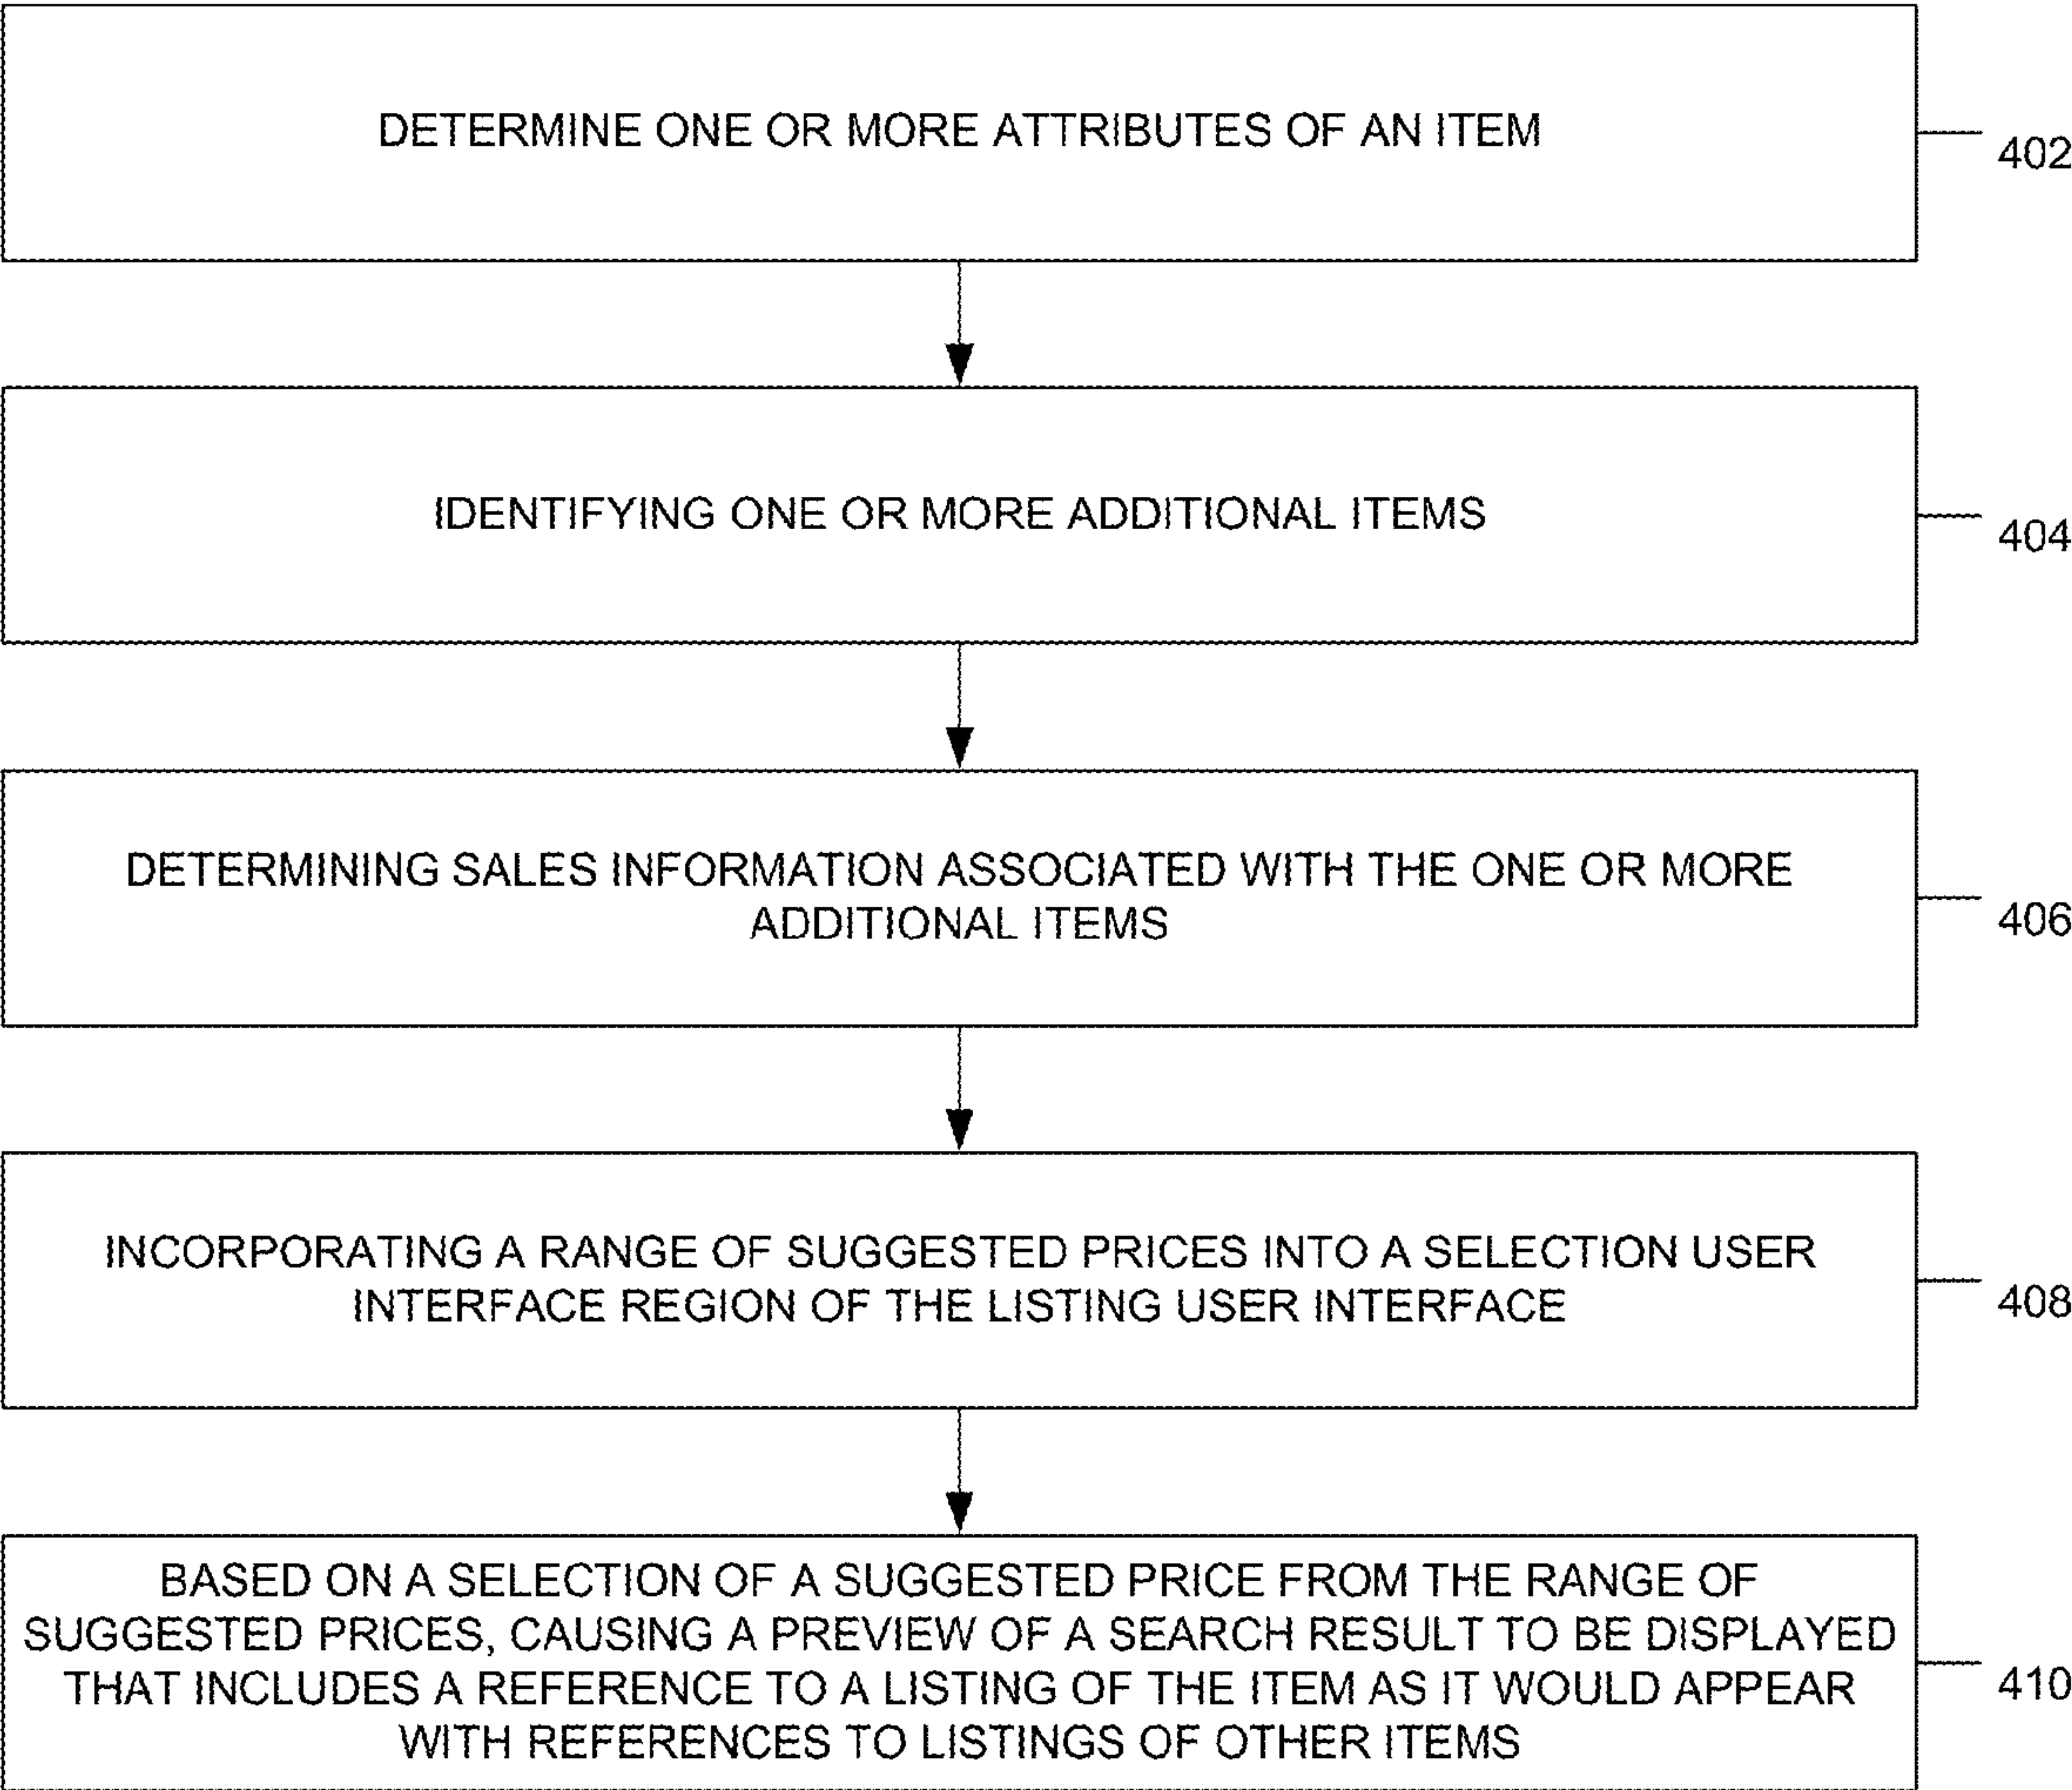 DETERMINE ONE OR MORE ATTRIBUTES OF AN ITEM
402
IDENTIFYING ONE OR MORE ADDITIONAL ITEMS
404
DETERMINING SALES INFORMATION ASSOCIATED WITH THE ONE OR MORE
ADDITIONAL ITEMS
406
INCORPORATING A RANGE OF SUGGESTED PRICES INTO A SELECTION USER
INTERFACE REGION OF THE LISTING USER INTERFACE
408
BASED ON A SELECTION OF A SUGGESTED PRICE FROM THE RANGE OF
SUGGESTED PRICES, CAUSING A PREVIEW OF A SEARCH RESULT TO BE DISPLAYED
THAT INCLUDES A REFERENCE TO A LISTING OF THE ITEM AS IT WOULD APPEAR
WITH REFERENCES TO LISTINGS OF OTHER ITEMS
410